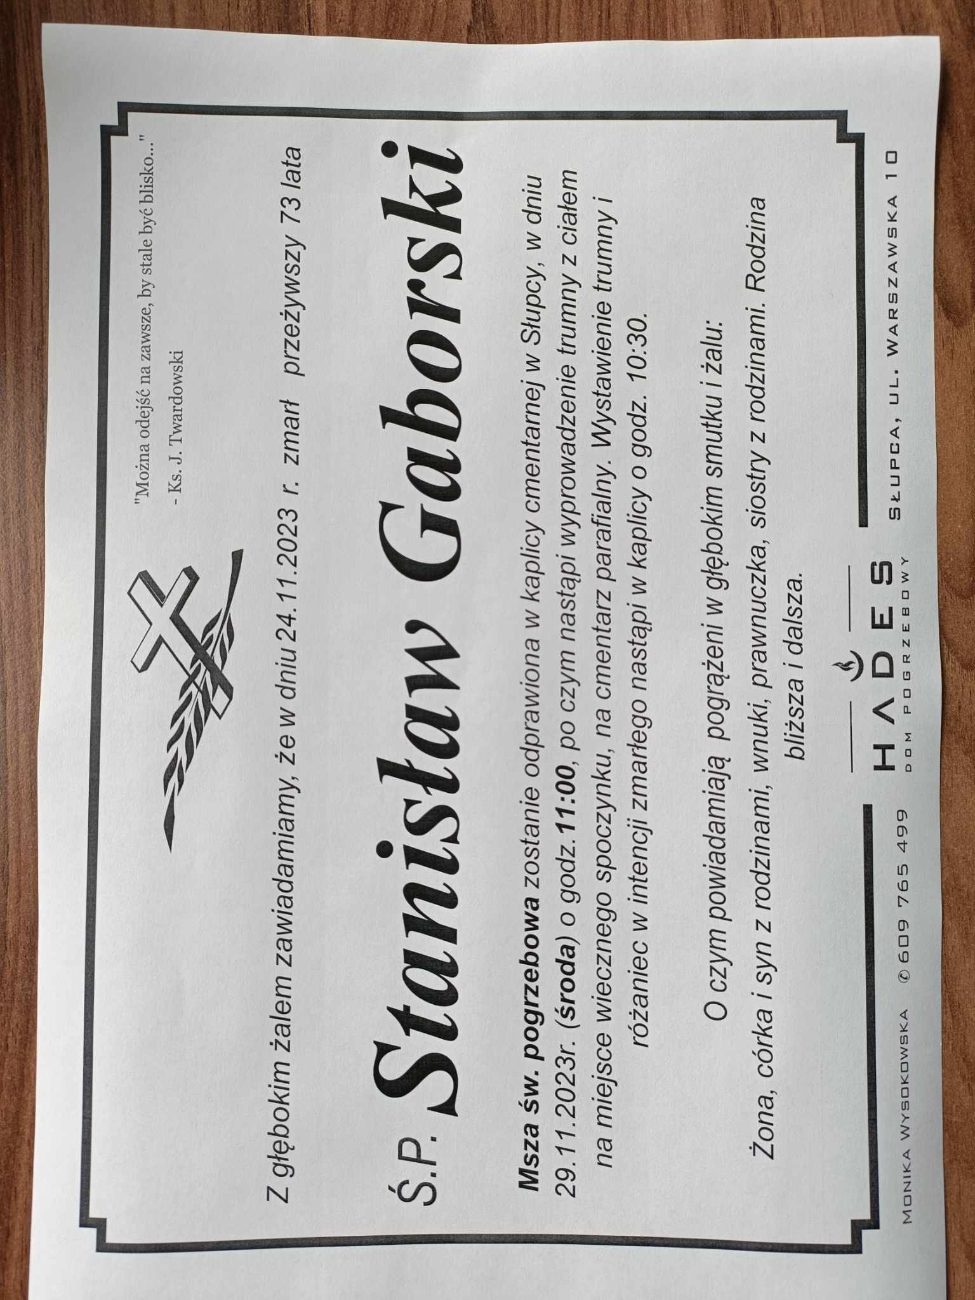 "Można odejść na zawsze, by stale być blisko..."
- Ks. J. Twardowski
Z głębokim żalem zawiadamiamy, że w dniu 24.11.2023 r. zmarł przeżywszy 73 lata
Ś.P. Stanisław Gaborski
Msza św. pogrzebowa zostanie odprawiona w kaplicy cmentarnej w Słupcy, w dniu
29.11.2023r. (środa) o godz.11:00, po czym nastąpi wyprowadzenie trumny z ciałem
na miejsce wiecznego spoczynku, na cmentarz parafialny. Wystawienie trumny i
różaniec w intencji zmarłego nastąpi w kaplicy o godz. 10:30.
O czym powiadamiają pogrążeni w głębokim smutku i żalu:
Żona, córka i syn z rodzinami, wnuki, prawnuczka, siostry z rodzinami. Rodzina
bliższa i dalsza.
Monika Wysokowska ✆ 609 765 499
HADES
DOM POGRZEBOWY
SŁUPCA, UL. WARSZAWSKA 10